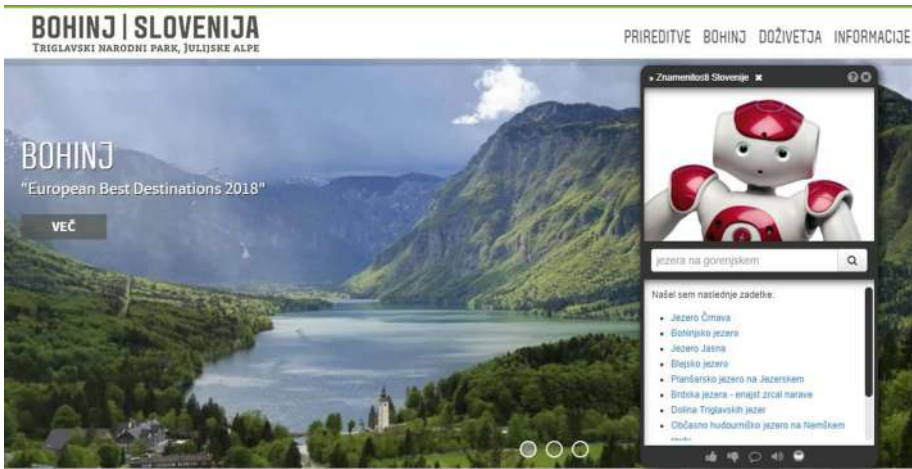 BOHINJ | SLOVENIJA
TRIGLAVSKI NARODNI PARK, JULIJSKE ALPE
PRIREDITVE BOHINJ DOŽIVETJA INFORMACIJE
BOHINJ
"European Best Destinations 2018"
VEČ
» Znamenitosti Slovenije
jezera na gorenjskem
Našel sem naslednje zadetke:
Jezero Črnava
Bohinjsko jezero
Jezero Jasna
Blejsko jezero
Planšarsko jezero na Jezerskem
Brdska jezera - enajst zrcal narave
Dolina Triglavskih jezer
Občasno hudourniško jezero na Nemškem